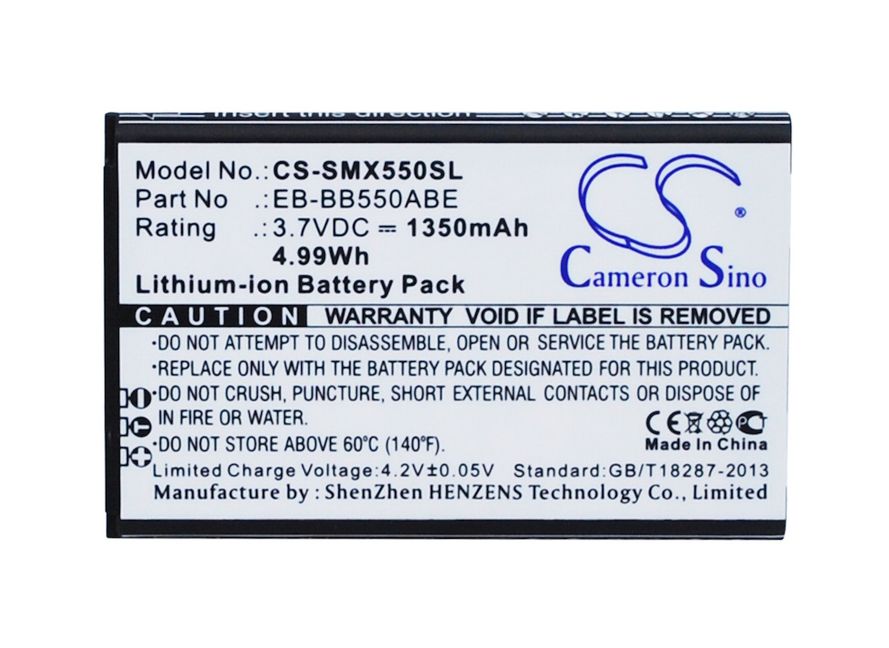 Insert this direction
Model No.: CS-SMX550SL
Part No .: EB-BB550ABE
Rating .: 3.7VDC ⎓ 1350mAh
4.99Wh
Lithium-ion Battery Pack
CS ®
Cameron Sino
CAUTION WARRANTY VOID IF LABEL IS REMOVED
·DO NOT ATTEMPT TO DISASSEMBLE, OPEN OR SERVICE THE BATTERY PACK.
·REPLACE ONLY WITH THE BATTERY PACK DESIGNATED FOR THIS PRODUCT.
·DO NOT CRUSH, PUNCTURE, SHORT EXTERNAL CONTACTS OR DISPOSE OF
IN FIRE OR WATER.
·DO NOT STORE ABOVE 60°C (140°F).
CE
Made In China
Limited Charge Voltage:4.2V±0.05V Standard:GB/T18287-2013
Manufacture by : ShenZhen HENZENS Technology Co., Limited